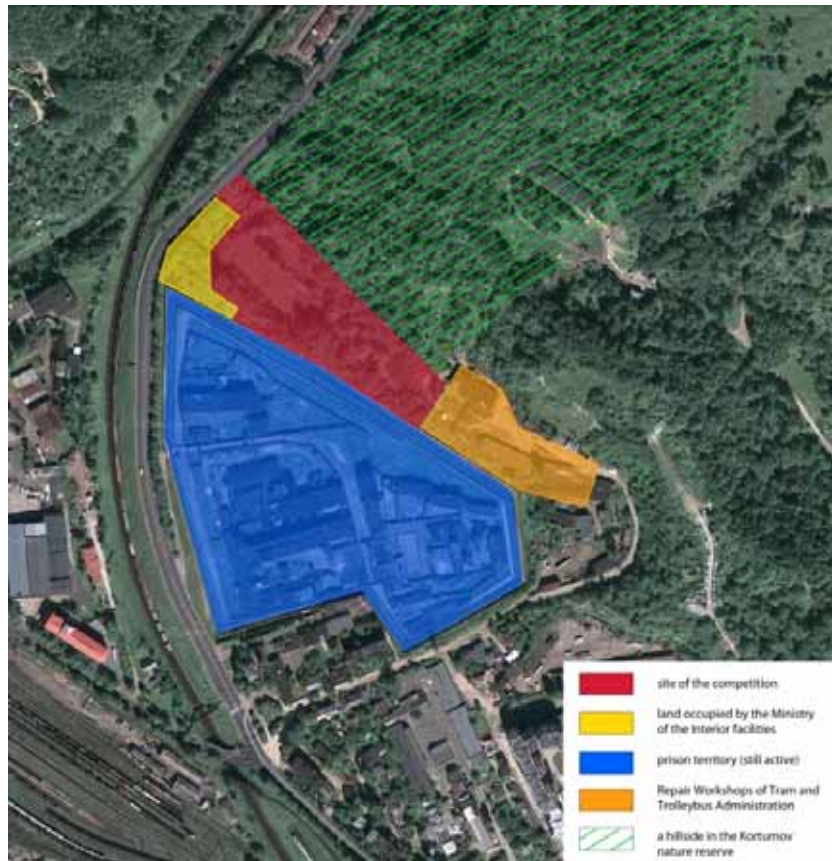 site of the competition
land occupied by the Ministry
of the Interior facilities
prison territory (still active)
Repair Workshops of Tram and
Trolleybus Administration
a hillside in the Kortumov
nature reserve